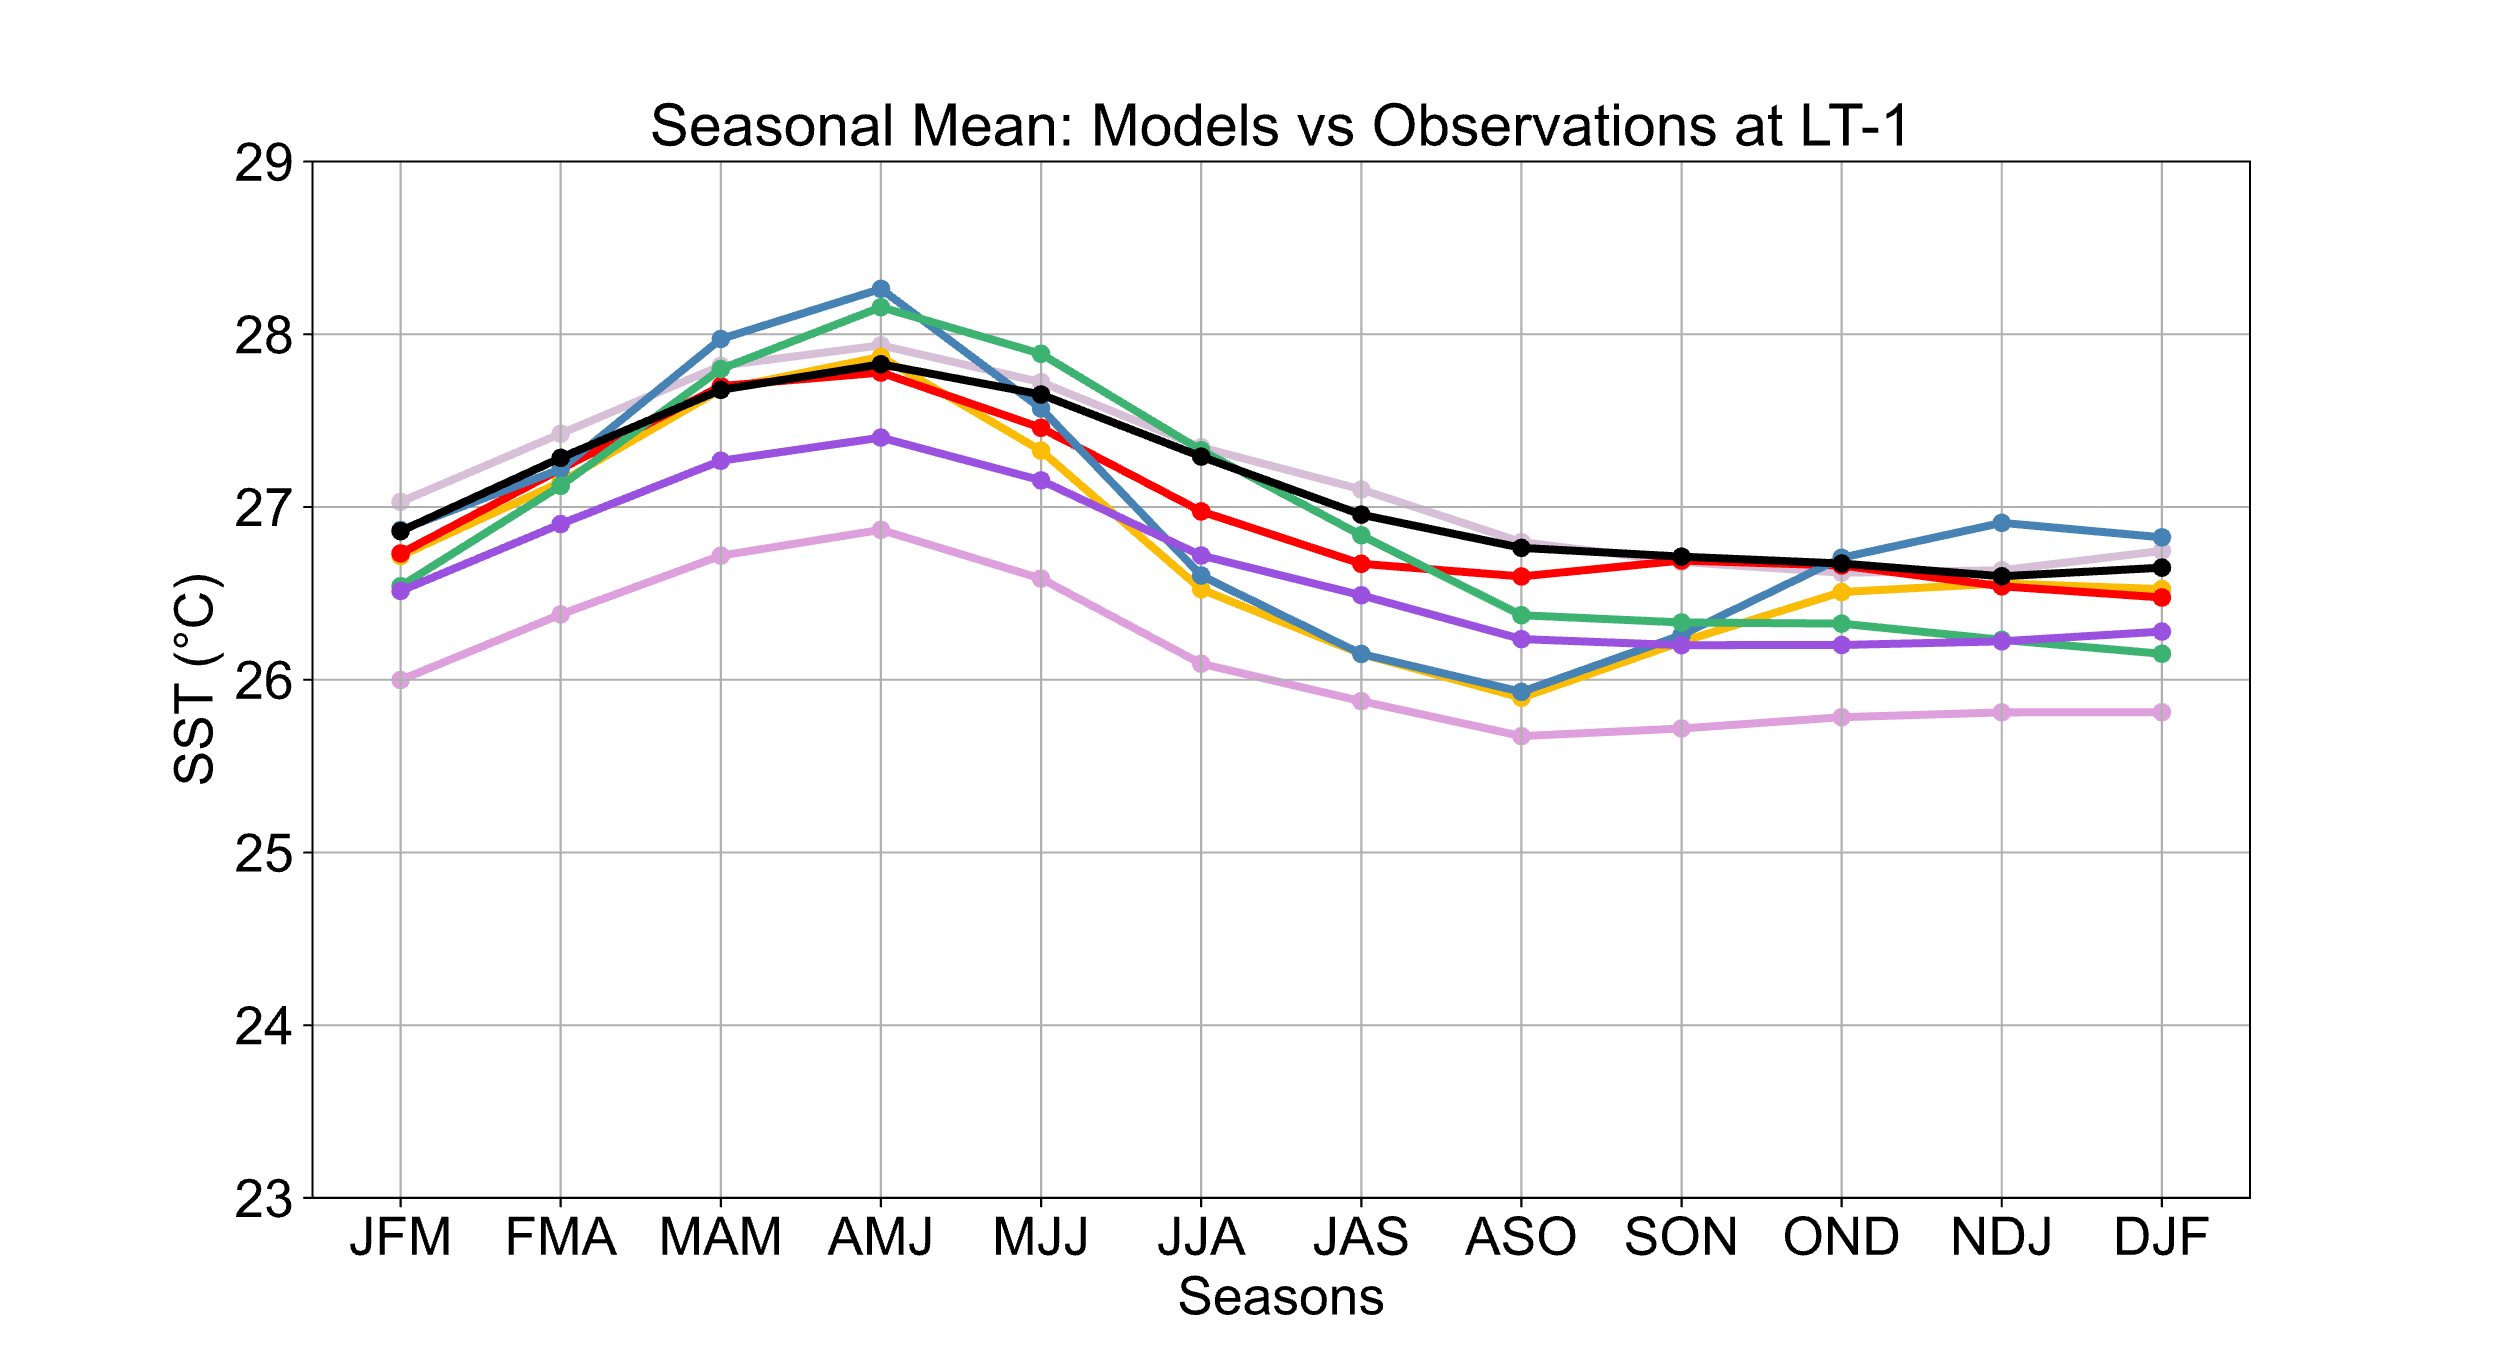 Seasonal Mean: Models vs Observations at LT-1
29
28
27
26
25
24
23
SST (°C)
JFM FMA MAM AMJ MJJ JJA JAS ASO SON OND NDJ DJF
Seasons